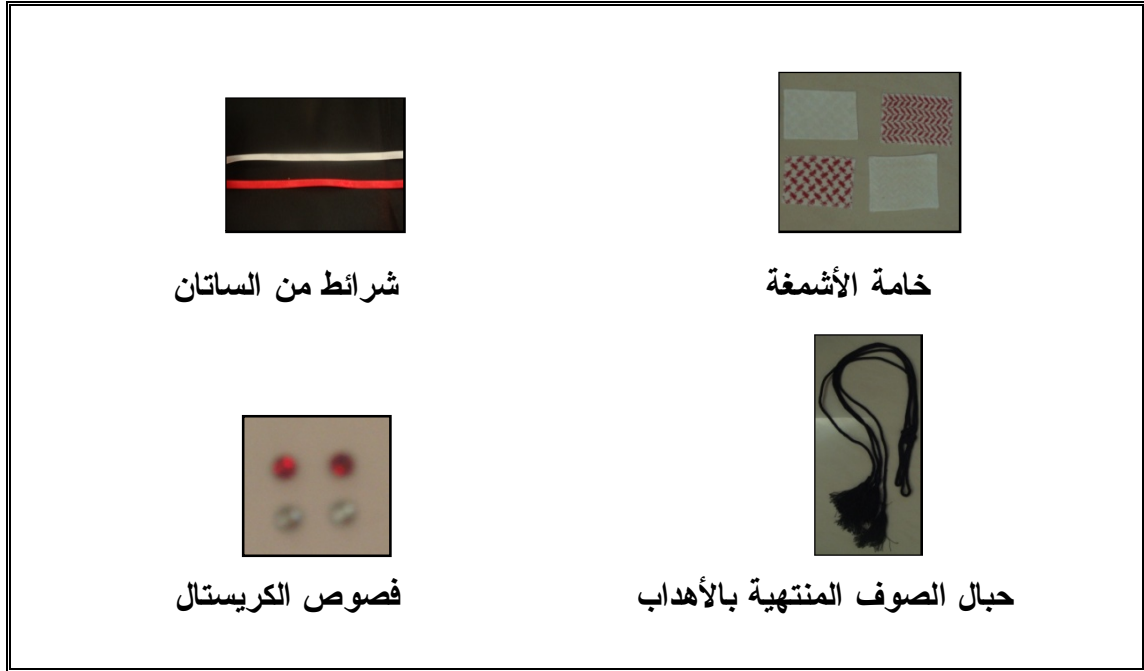 خامة الأشمغة
شرائط من الساتان
حبال الصوف المنتهية بالأهداب
فصوص الكريستال